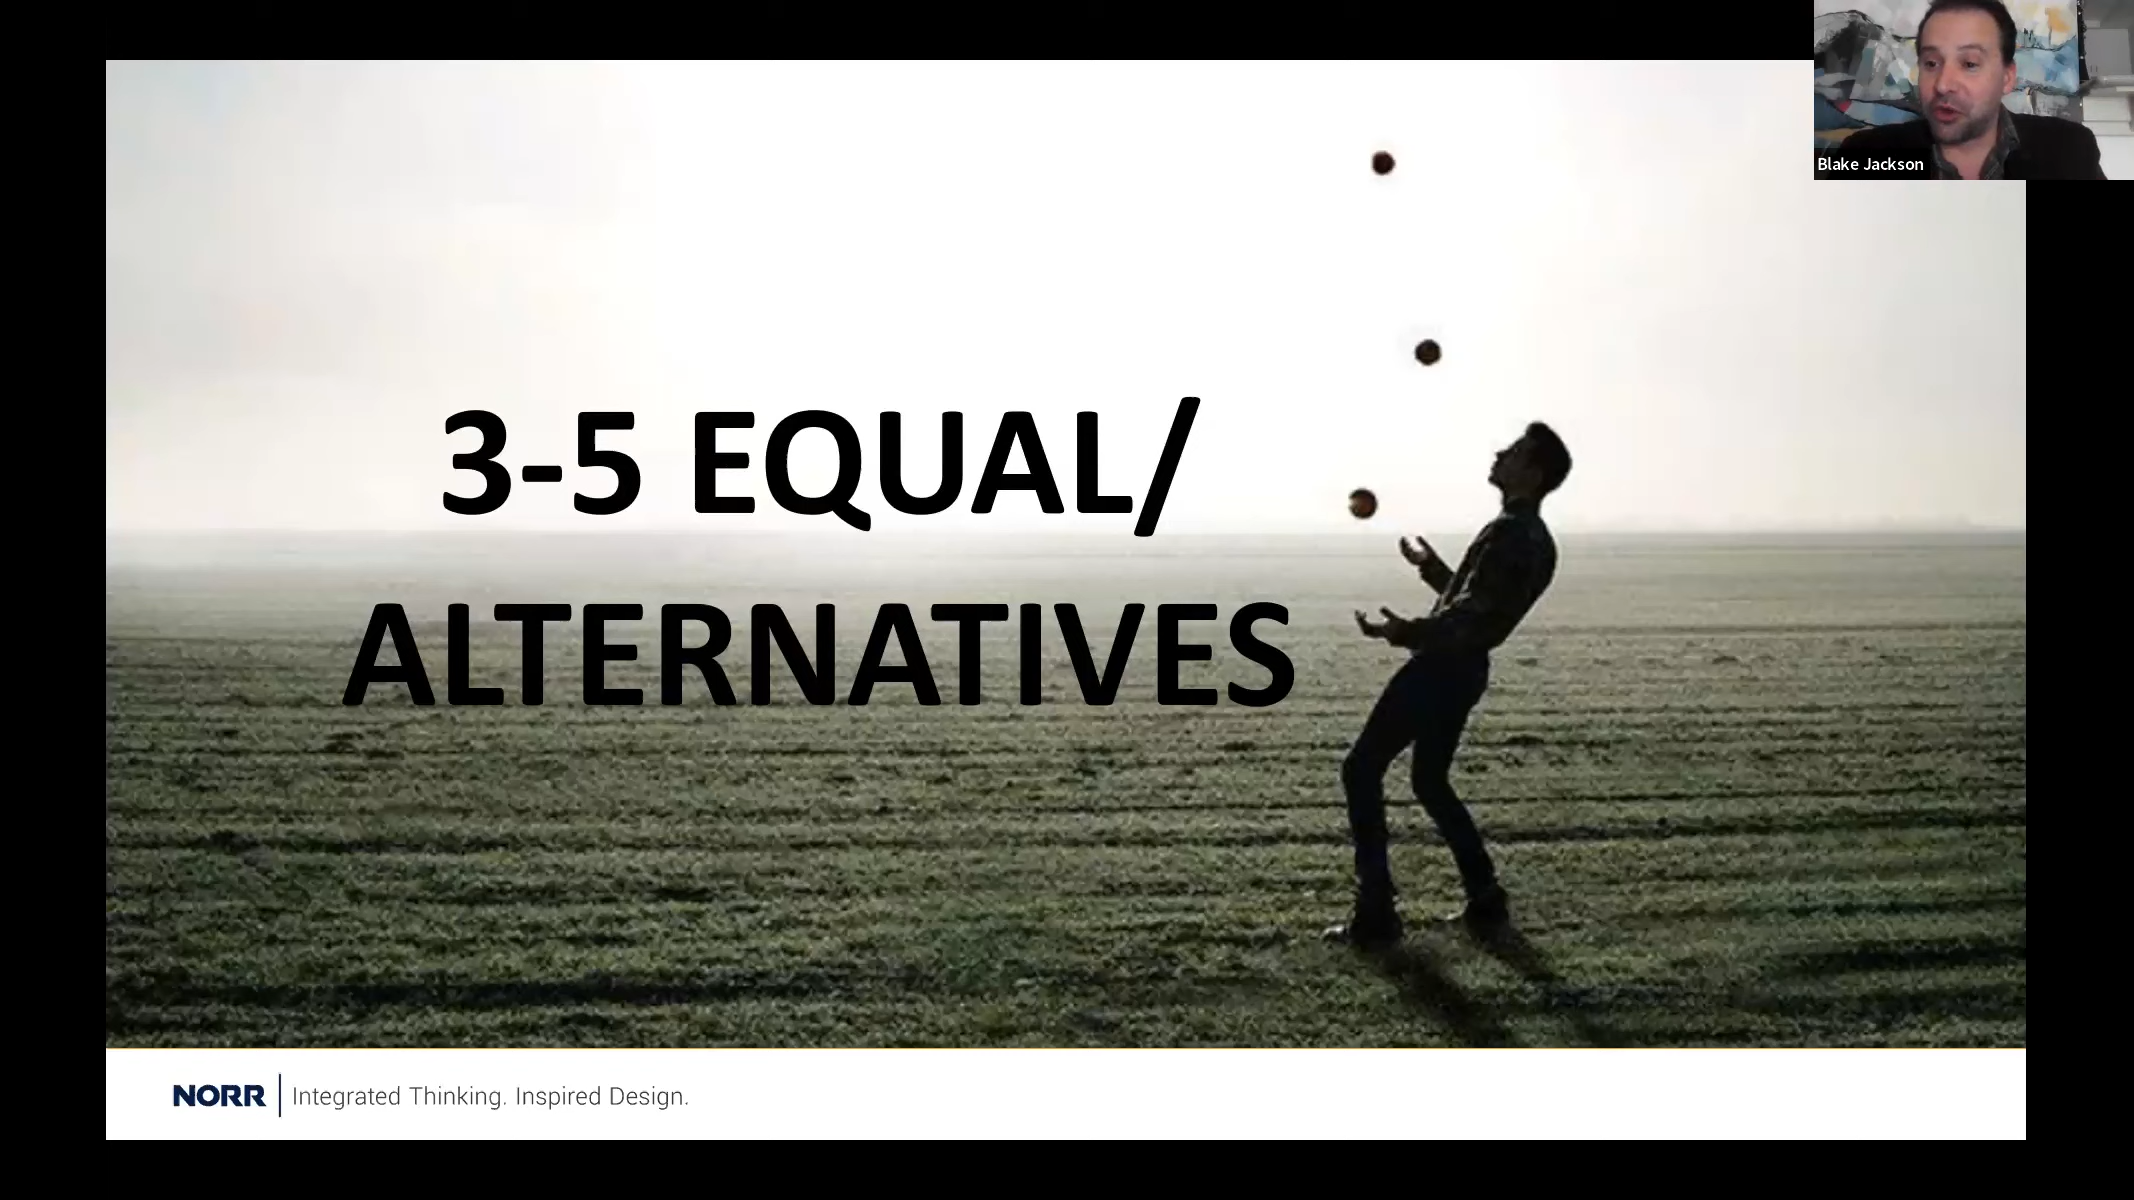 Blake Jackson
3-5 EQUAL/
ALTERNATIVES
NORR | Integrated Thinking. Inspired Design.